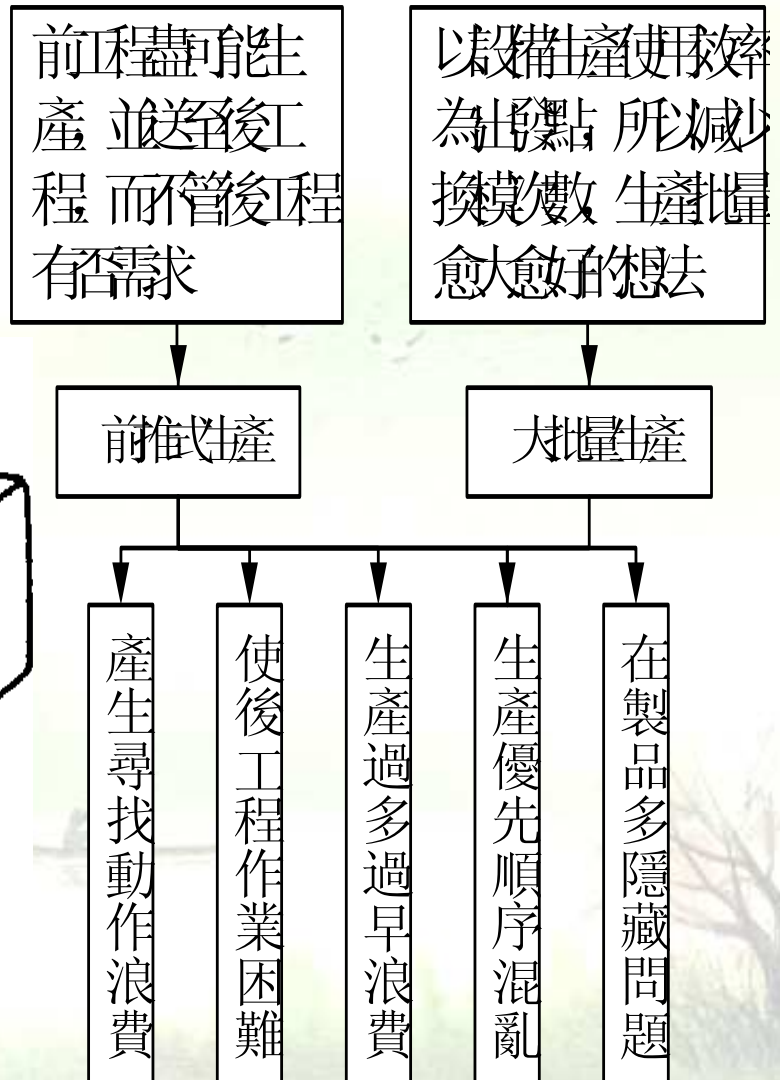 前工程盡可能生
產，並送至後工
程，而不管後工程
有否需求
以設備生產使用效率
為出發點，所以減少
換模次數，生產批量
愈大愈好的想法
前推式生產
大批量生產
產生尋找動作浪費
使後工程作業困難
生產過多過早浪費
生產優先順序混亂
在製品多隱藏問題